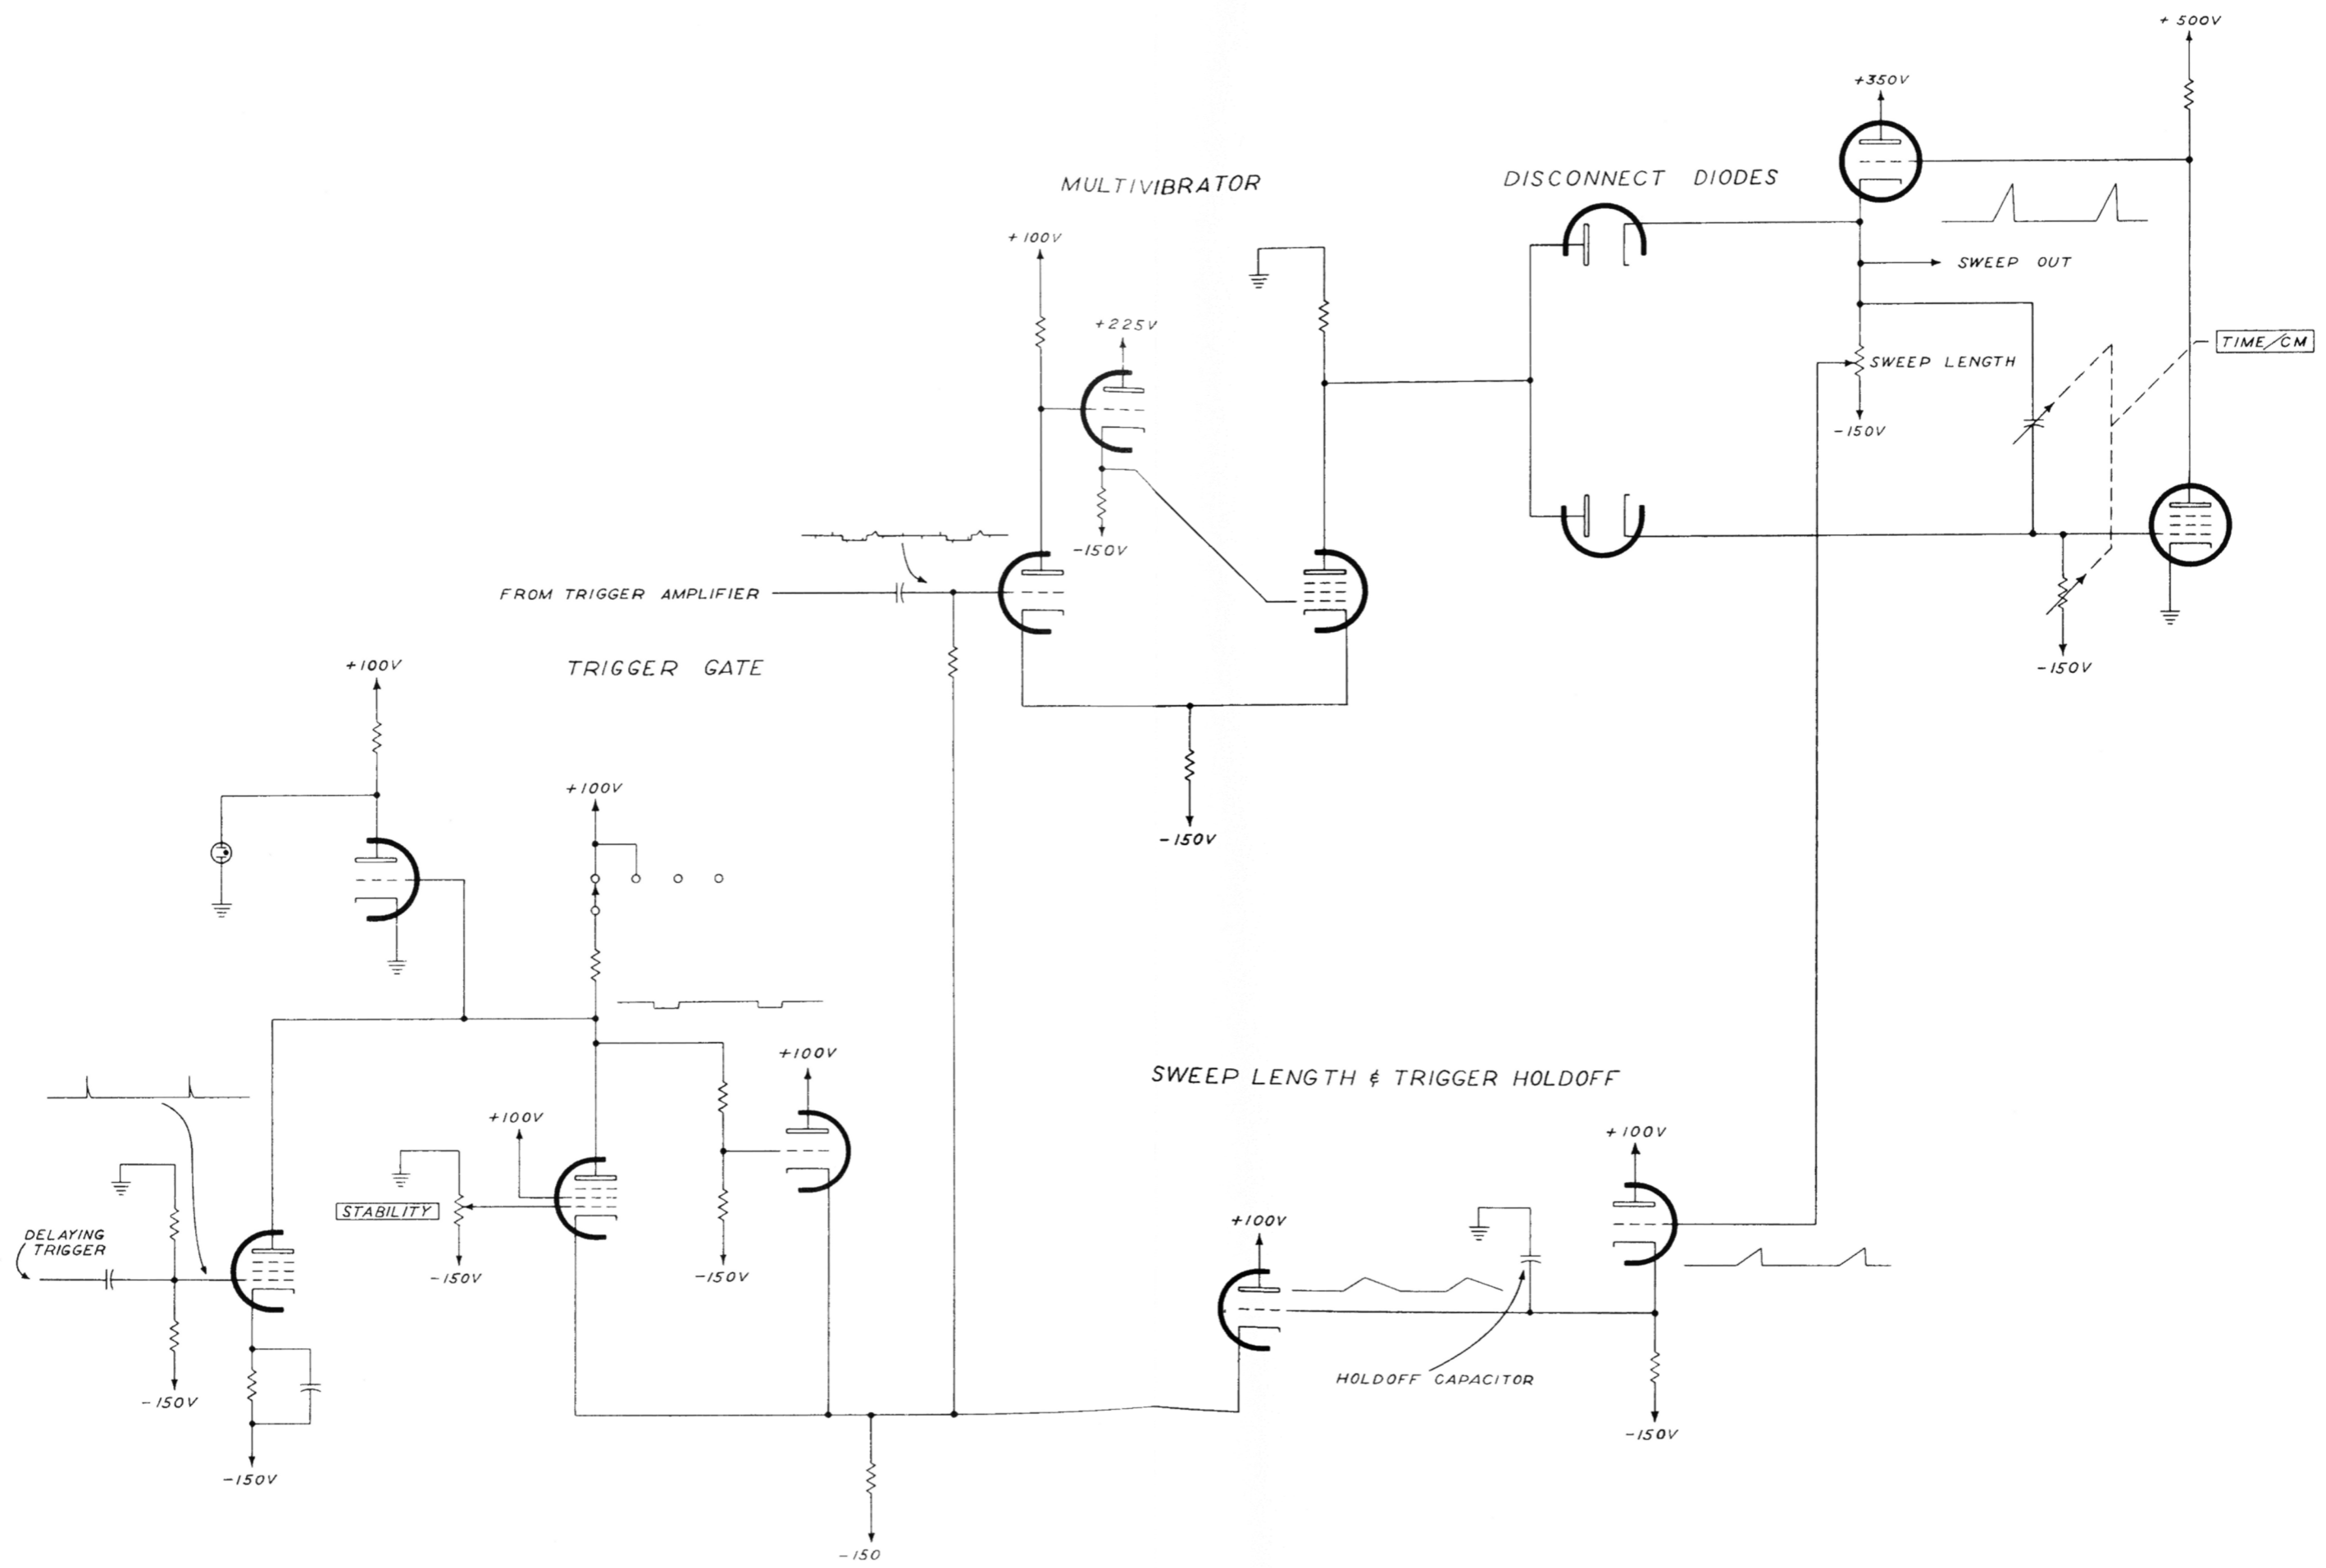 + 500V
+350V
MULTIVIBRATOR
DISCONNECT DIODES
+100V
SWEEP OUT
+225V
TIME/CM
SWEEP LENGTH
-150V
-150V
FROM TRIGGER AMPLIFIER
TRIGGER GATE
+100V
-150V
+100V
-150V
+100V
SWEEP LENGTH & TRIGGER HOLDOFF
+100V
+100V
STABILITY
+100V
DELAYING
TRIGGER
-150V
-150V
HOLDOFF CAPACITOR
-150V
-150V
-150V
-150